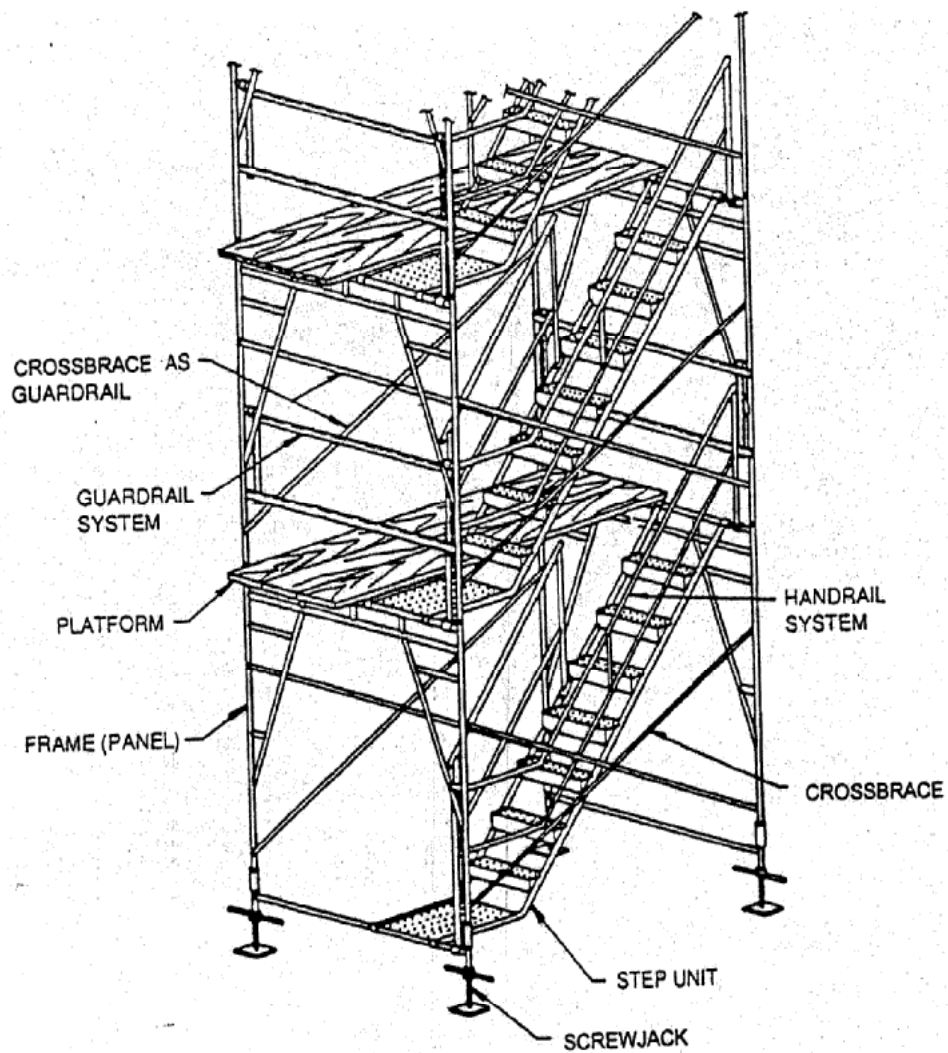 CROSSBRACE AS
GUARDRAIL
GUARDRAIL
SYSTEM
PLATFORM
HANDRAIL
SYSTEM
FRAME (PANEL)
CROSSBRACE
STEP UNIT
SCREWJACK